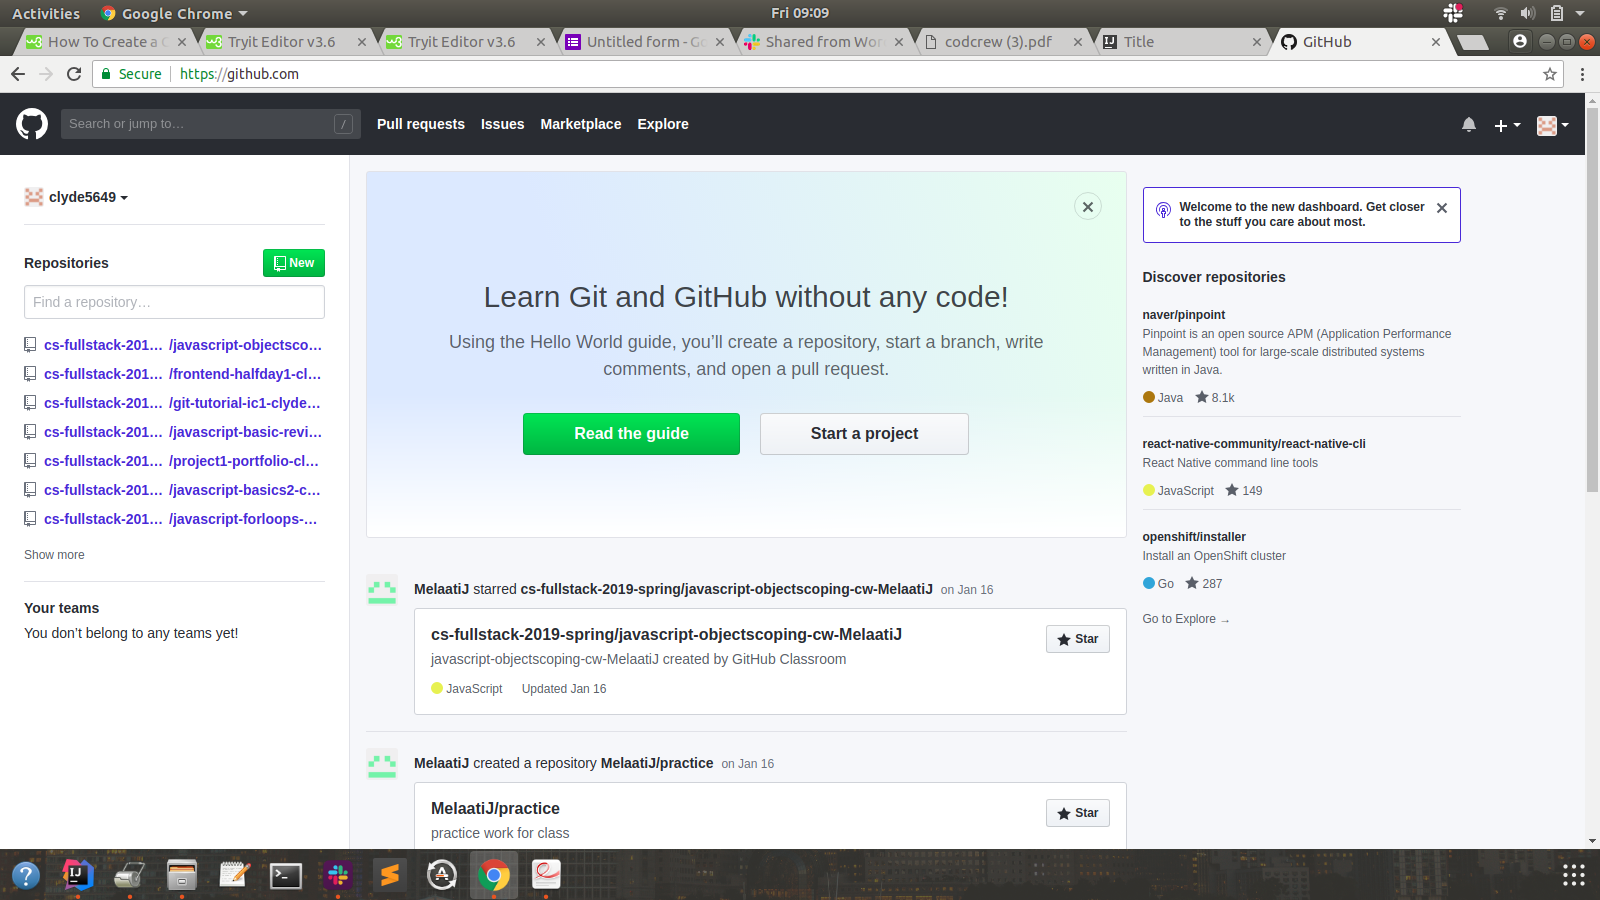 Activities Google Chrome Fri 09:09
How To Create a Tryit Editor v3.6 Tryit Editor v3.6 Untitled form - Shared from codcrew (3).pdf Title GitHub
Secure https://github.com
Search or jump to… / Pull requests Issues Marketplace Explore
clyde5649
Repositories New
Find a repository…
cs-fullstack-201… /javascript-objectsco…
cs-fullstack-201… /frontend-halfday1-cl…
cs-fullstack-201… /git-tutorial-ic1-clyde…
cs-fullstack-201… /javascript-basic-revi…
cs-fullstack-201… /project1-portfolio-cl…
cs-fullstack-201… /javascript-basics2-c…
cs-fullstack-201… /javascript-forloops-…
Show more
Your teams
You don’t belong to any teams yet!
Learn Git and GitHub without any code!
Using the Hello World guide, you’ll create a repository, start a branch, write
comments, and open a pull request.
Read the guide Start a project
MelaatiJ starred cs-fullstack-2019-spring/javascript-objectscoping-cw-MelaatiJ on Jan 16
cs-fullstack-2019-spring/javascript-objectscoping-cw-MelaatiJ Star
javascript-objectscoping-cw-MelaatiJ created by GitHub Classroom
JavaScript Updated Jan 16
MelaatiJ created a repository MelaatiJ/practice on Jan 16
MelaatiJ/practice Star
practice work for class
Welcome to the new dashboard. Get closer
to the stuff you care about most.
Discover repositories
naver/pinpoint
Pinpoint is an open source APM (Application Performance
Management) tool for large-scale distributed systems
written in Java.
Java 8.1k
react-native-community/react-native-cli
React Native command line tools
JavaScript 149
openshift/installer
Install an OpenShift cluster
Go 287
Go to Explore →